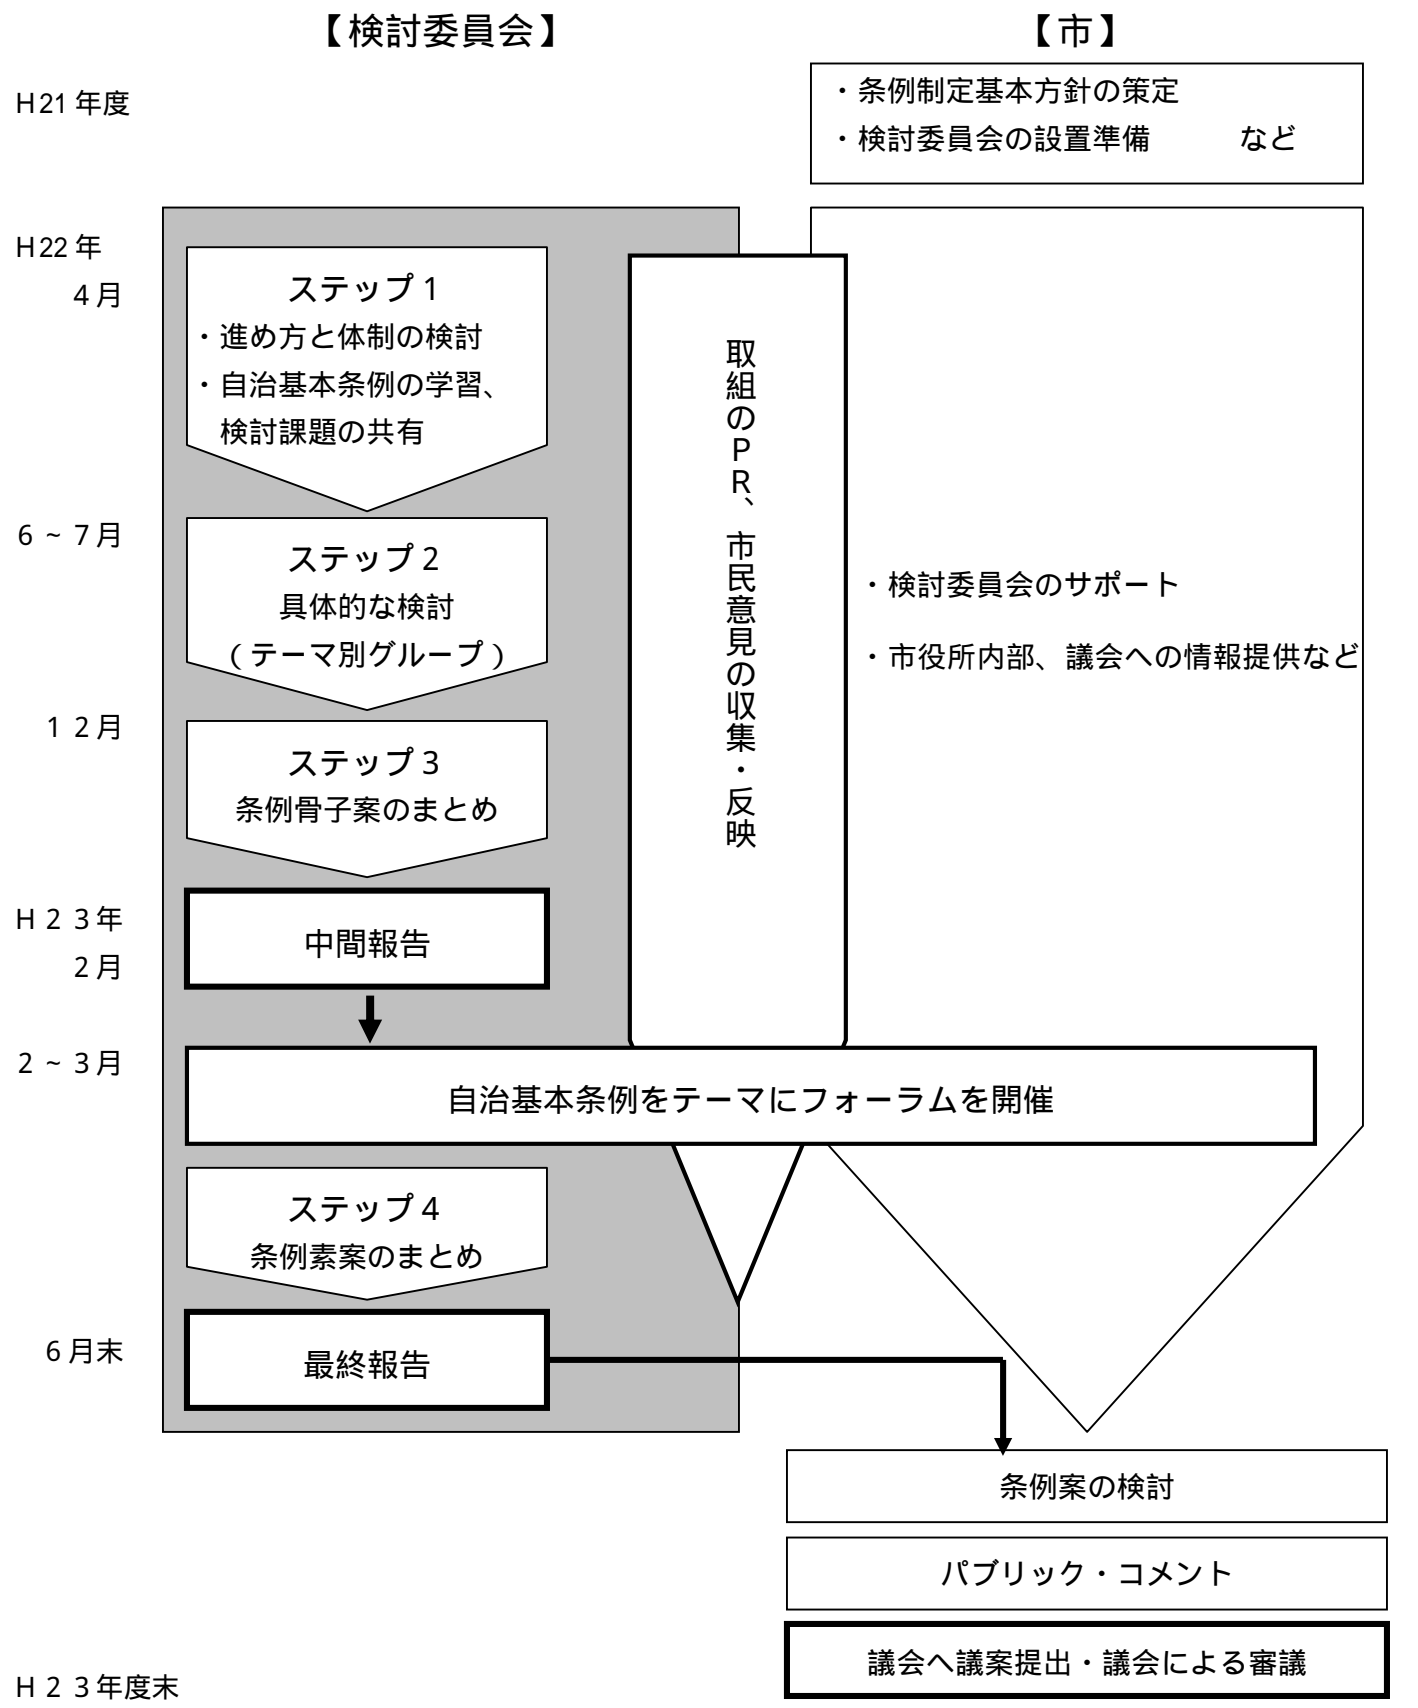 【検討委員会】
【市】
H21年度
・条例制定基本方針の策定
・検討委員会の設置準備　　　など
H22年
4月
ステップ1
・進め方と体制の検討
・自治基本条例の学習、
検討課題の共有
6～7月
ステップ2
具体的な検討
（テーマ別グループ）
12月
ステップ3
条例骨子案のまとめ
取組のPR、市民意見の収集・反映
・検討委員会のサポート
・市役所内部、議会への情報提供など
H23年
2月
中間報告
2～3月
自治基本条例をテーマにフォーラムを開催
ステップ4
条例素案のまとめ
6月末
最終報告
条例案の検討
パブリック・コメント
議会へ議案提出・議会による審議
H23年度末